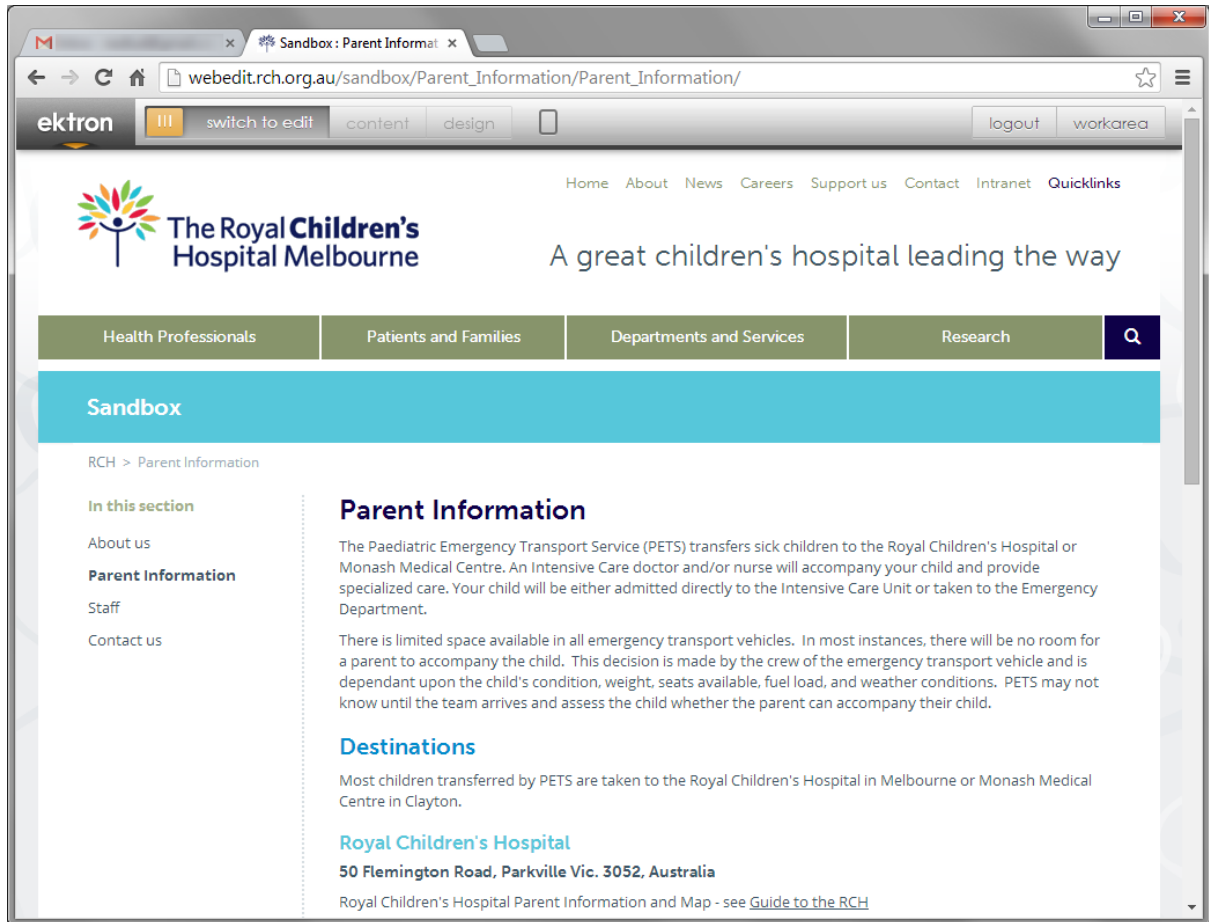 Sandbox : Parent Informat
webedit.rch.org.au/sandbox/Parent_Information/Parent_Information/
ektron switch to edit content design logout workarea
Home About News Careers Support us Contact Intranet Quicklinks
The Royal Children's
Hospital Melbourne
A great children's hospital leading the way
Health Professionals Patients and Families Departments and Services Research
Sandbox
RCH > Parent Information
In this section
About us
Parent Information
Staff
Contact us
Parent Information
The Paediatric Emergency Transport Service (PETS) transfers sick children to the Royal Children's Hospital or
Monash Medical Centre. An Intensive Care doctor and/or nurse will accompany your child and provide
specialized care. Your child will be either admitted directly to the Intensive Care Unit or taken to the Emergency
Department.
There is limited space available in all emergency transport vehicles. In most instances, there will be no room for
a parent to accompany the child. This decision is made by the crew of the emergency transport vehicle and is
dependant upon the child's condition, weight, seats available, fuel load, and weather conditions. PETS may not
know until the team arrives and assess the child whether the parent can accompany their child.
Destinations
Most children transferred by PETS are taken to the Royal Children's Hospital in Melbourne or Monash Medical
Centre in Clayton.
Royal Children's Hospital
50 Flemington Road, Parkville Vic. 3052, Australia
Royal Children's Hospital Parent Information and Map - see Guide to the RCH